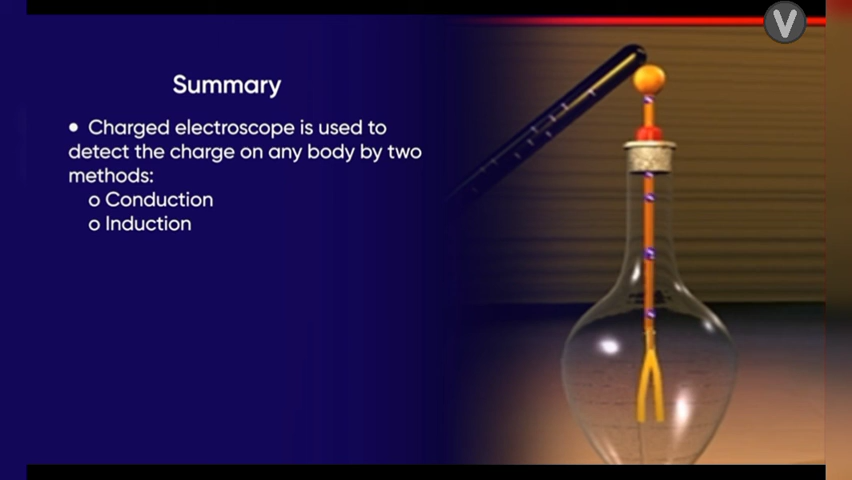 V
Summary
● Charged electroscope is used to
detect the charge on any body by two
methods:
o Conduction
o Induction